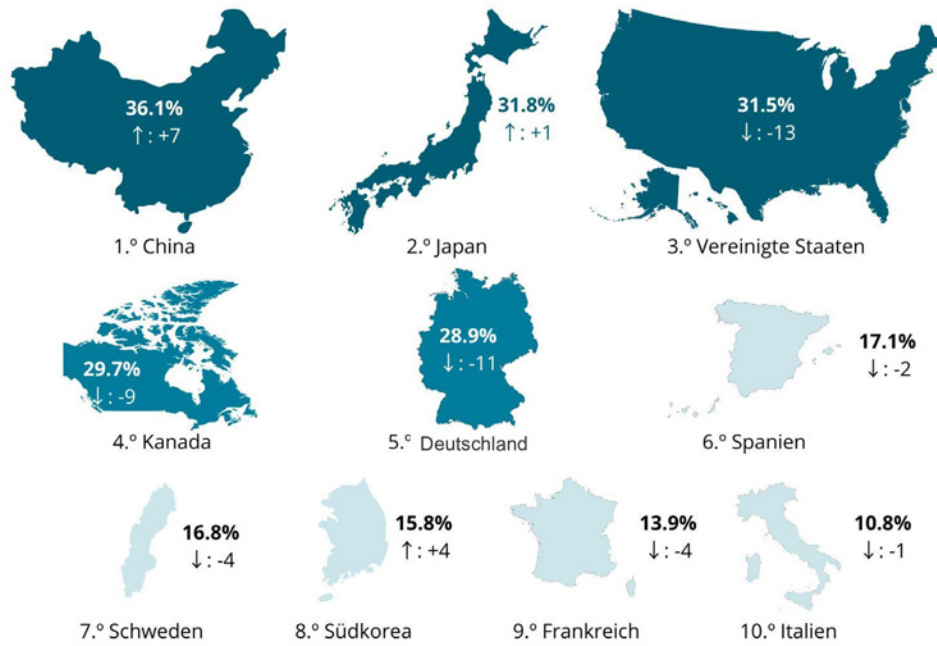 36.1%
↑: +7
1.º China
31.8%
↑: +1
2.º Japan
31.5%
↓: -13
3.º Vereinigte Staaten
29.7%
↓: -9
4.º Kanada
28.9%
↓: -11
5.º Deutschland
17.1%
↓: -2
6.º Spanien
16.8%
↓: -4
7.º Schweden
15.8%
↑: +4
8.º Südkorea
13.9%
↓: -4
9.º Frankreich
10.8%
↓: -1
10.º Italien